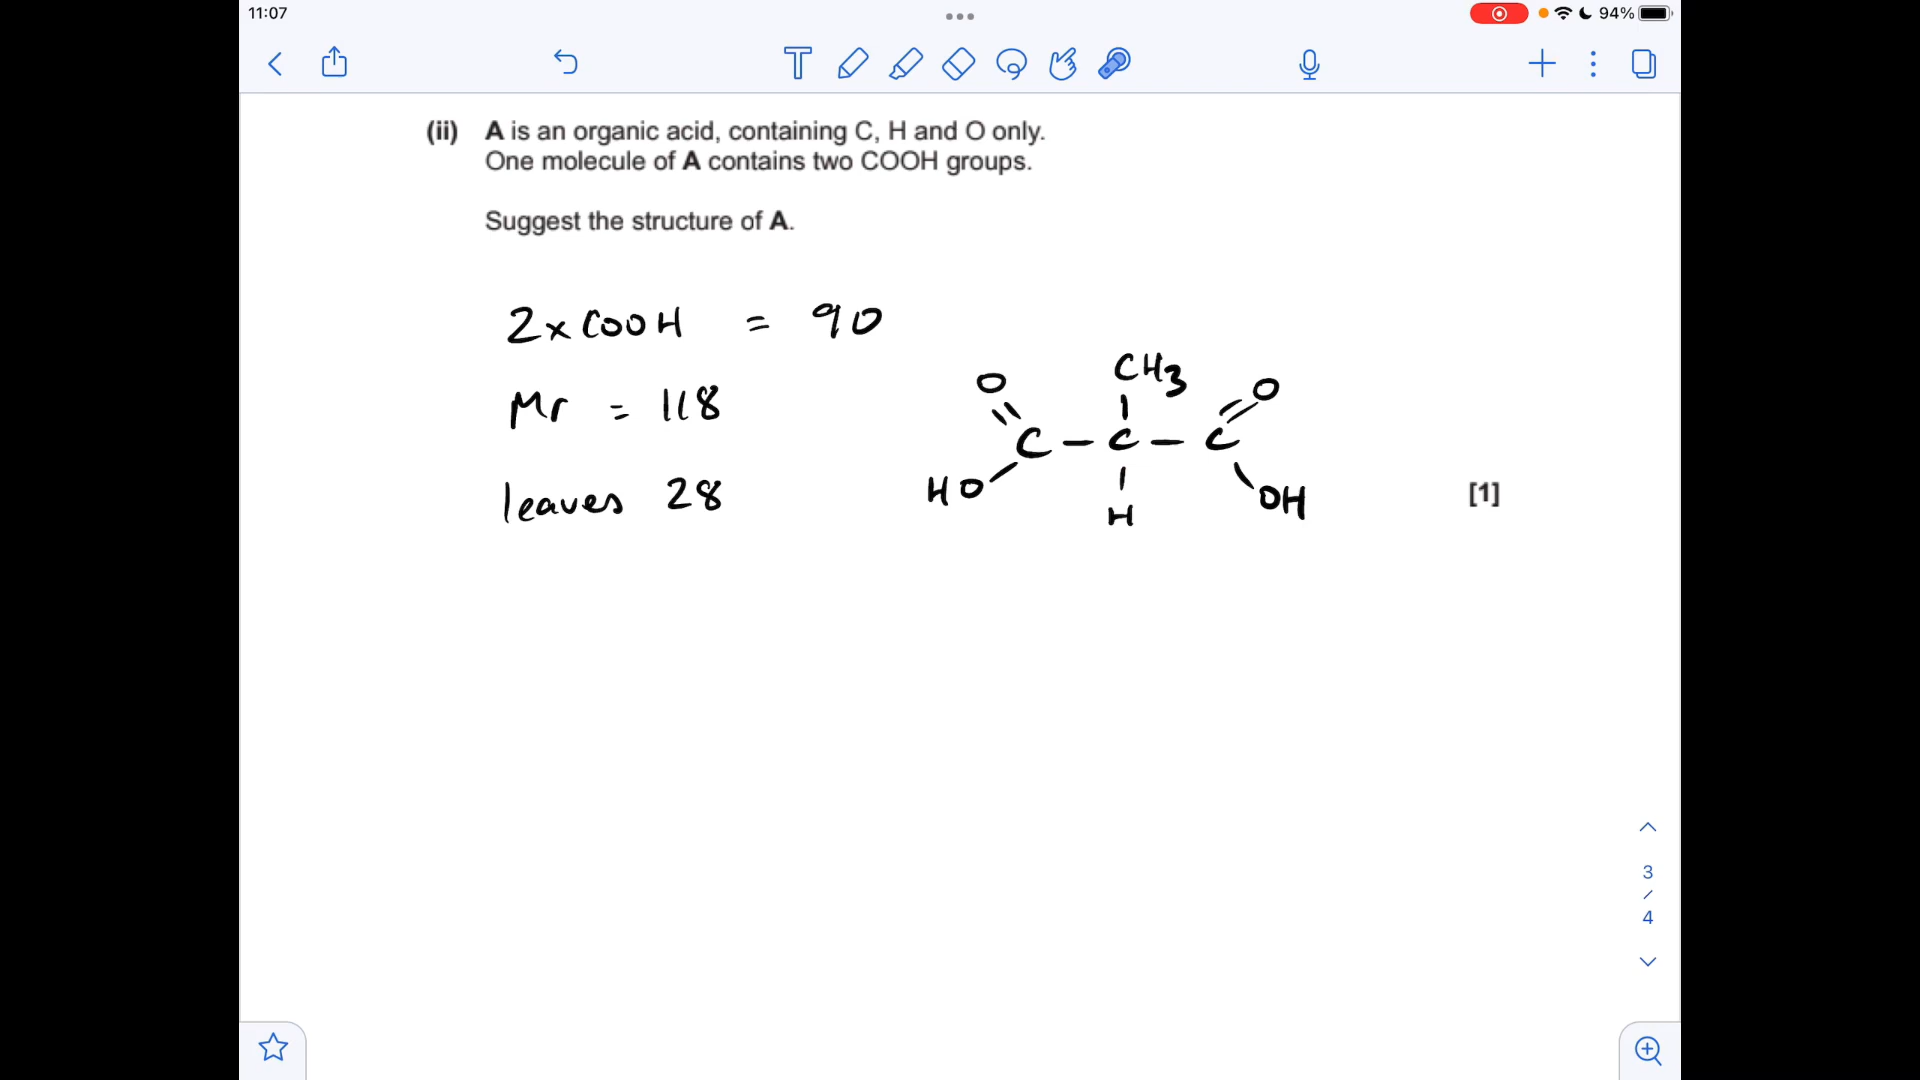 11:07
94%
T
(ii) A is an organic acid, containing C, H and O only.
One molecule of A contains two COOH groups.
Suggest the structure of A.
2 x COOH = 90
Mr = 118
leaves 28
CH3
O O
C – C – C
HO H OH
[1]
3
/
4